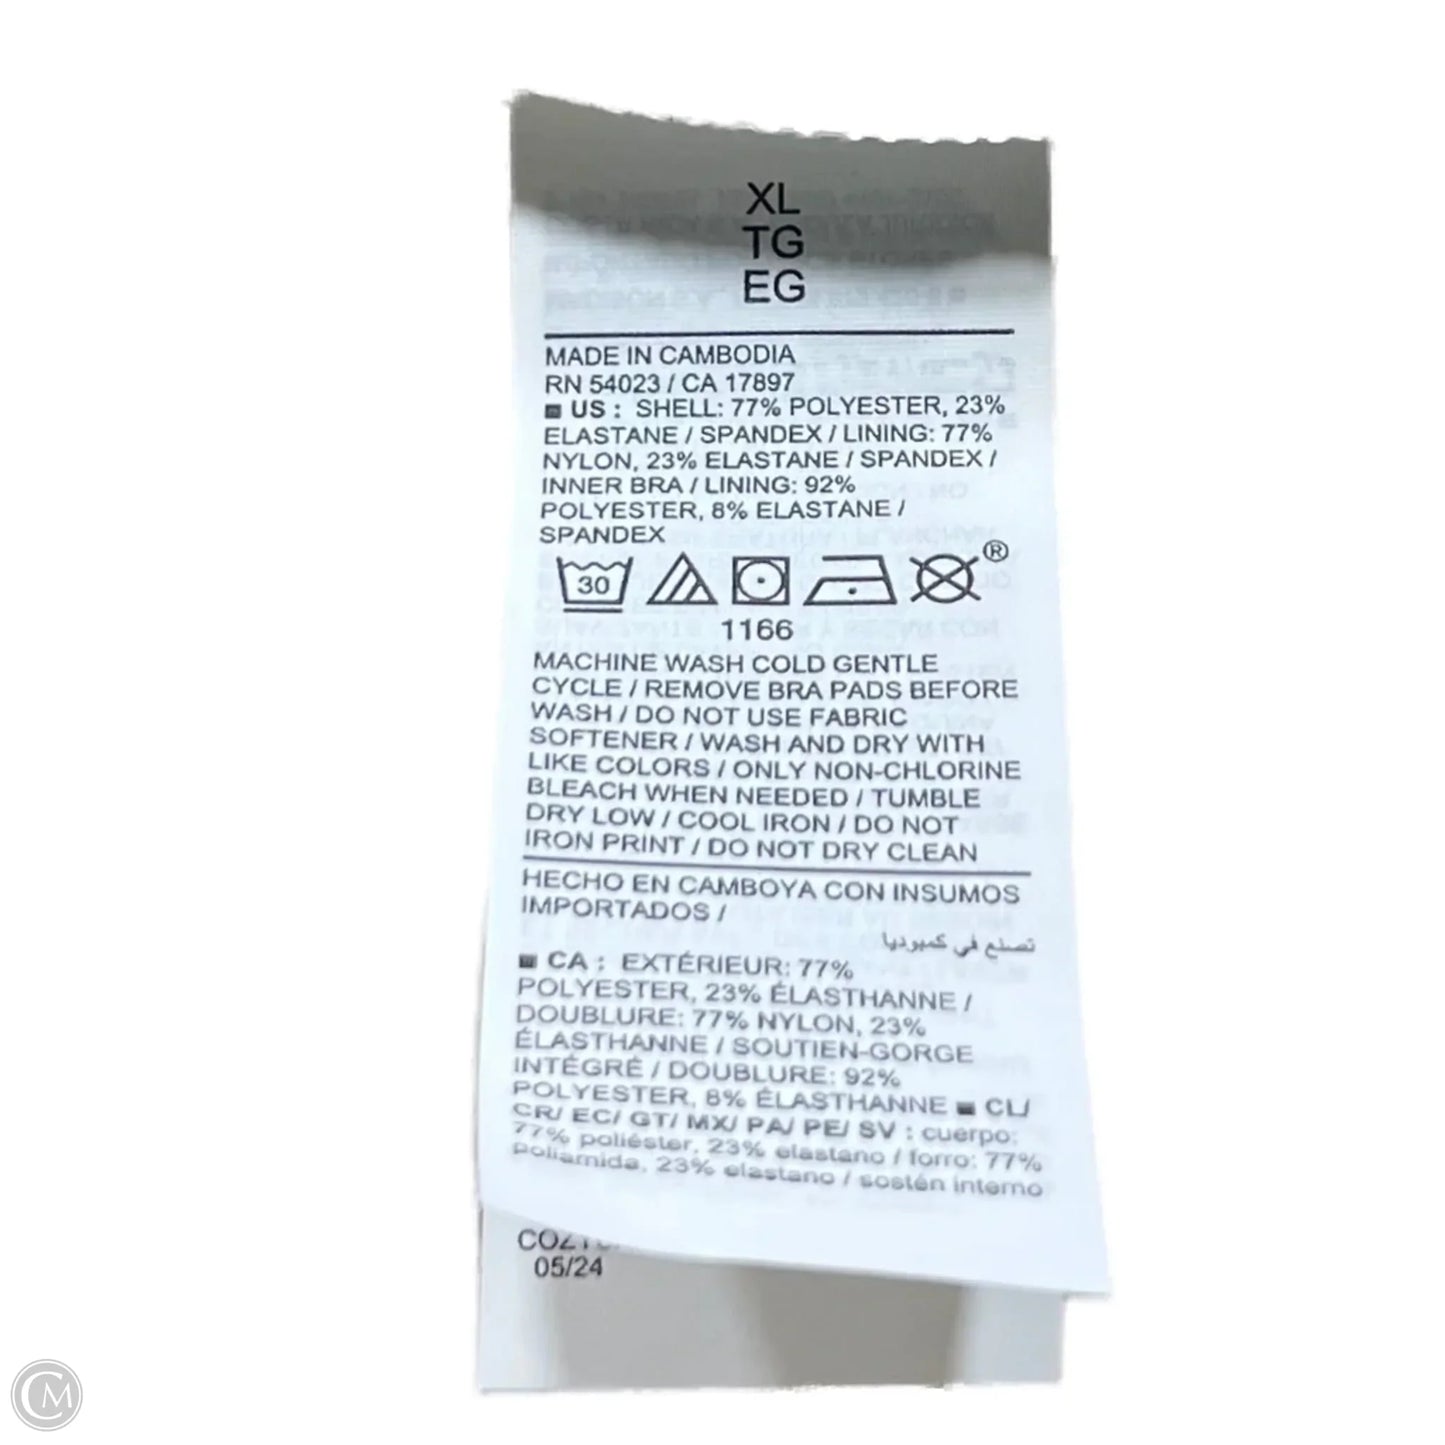 XL
TG
EG
MADE IN CAMBODIA
RN 54023 / CA 17897
US : SHELL: 77% POLYESTER, 23%
ELASTANE / SPANDEX / LINING: 77%
NYLON, 23% ELASTANE / SPANDEX /
INNER BRA / LINING: 92%
POLYESTER, 8% ELASTANE /
SPANDEX
30 ®
1166
MACHINE WASH COLD GENTLE
CYCLE / REMOVE BRA PADS BEFORE
WASH / DO NOT USE FABRIC
SOFTENER / WASH AND DRY WITH
LIKE COLORS / ONLY NON-CHLORINE
BLEACH WHEN NEEDED / TUMBLE
DRY LOW / COOL IRON / DO NOT
IRON PRINT / DO NOT DRY CLEAN
HECHO EN CAMBOYA CON INSUMOS
IMPORTADOS /
تصنع في كمبوديا
CA : EXTÉRIEUR: 77%
POLYESTER, 23% ÉLASTHANNE /
DOUBLURE: 77% NYLON, 23%
ÉLASTHANNE / SOUTIEN-GORGE
INTÉGRÉ / DOUBLURE: 92%
POLYESTER, 8% ÉLASTHANNE CL/
CR/ EC/ GT/ MX/ PA/ PE/ SV : cuerpo:
77% poliéster, 23% elastano / forro: 77%
poliamida, 23% elastano / sostén interno
05/24
CM